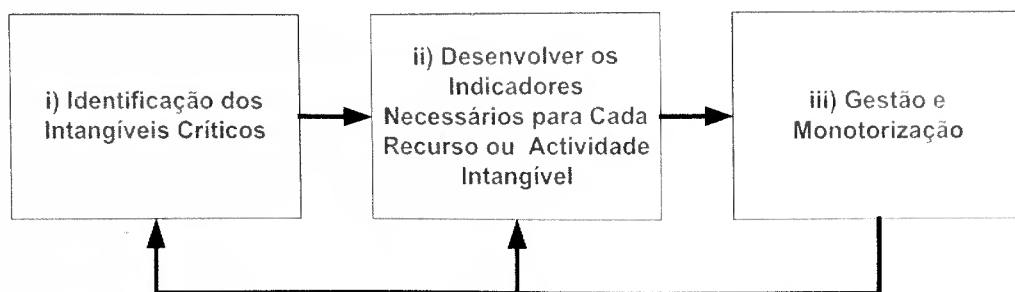 i) Identificação dos
Intangíveis Críticos
ii) Desenvolver os
Indicadores
Necessários para Cada
Recurso ou Actividade
Intangível
iii) Gestão e
Monotorização